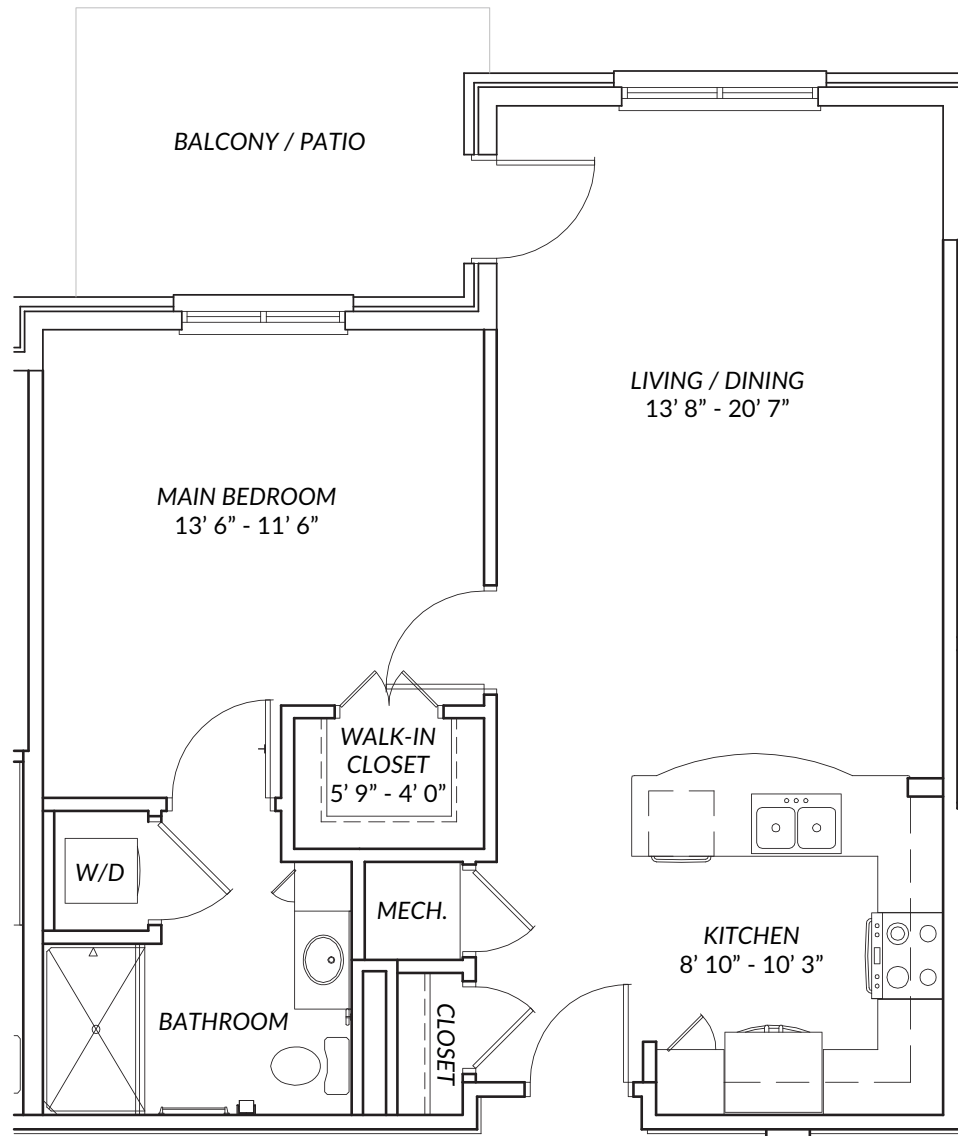 BALCONY / PATIO
LIVING / DINING
13’ 8” - 20’ 7”
MAIN BEDROOM
13’ 6” - 11’ 6”
WALK-IN
CLOSET
5’ 9” - 4’ 0”
W/D
MECH.
KITCHEN
8’ 10” - 10’ 3”
BATHROOM
CLOSET